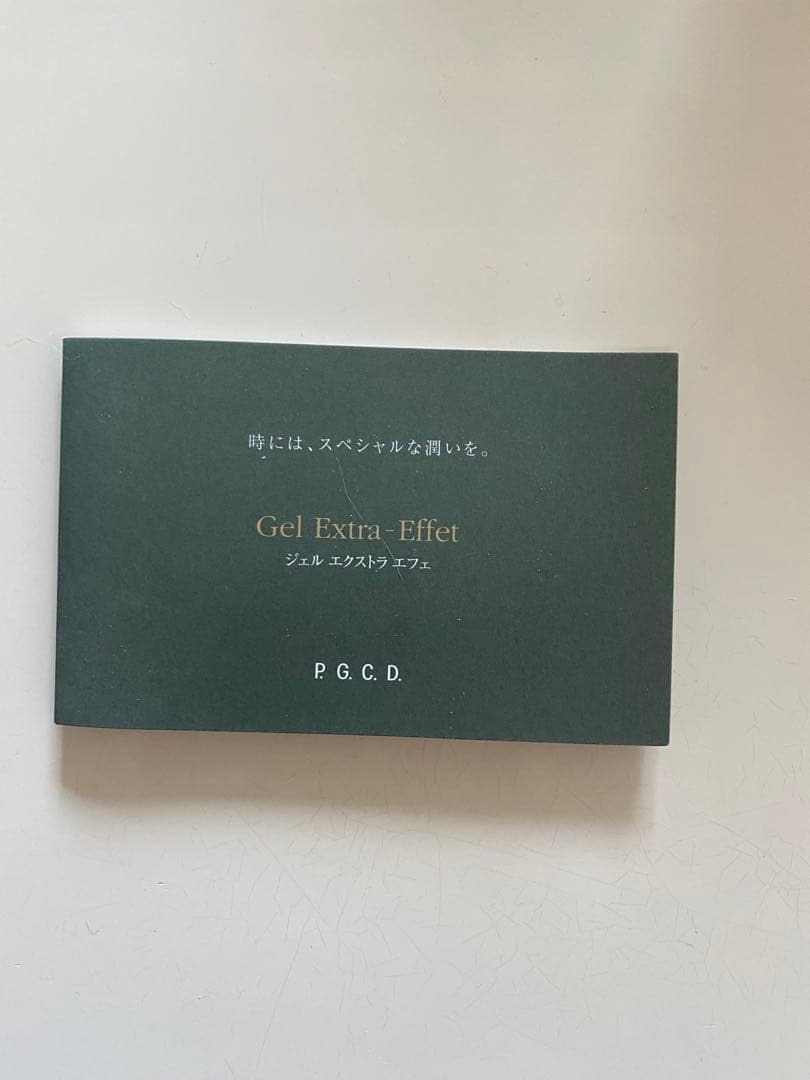 時には、スペシャルな潤いを。
Gel Extra-Effet
ジェル エクストラ エフェ
P. G. C. D.